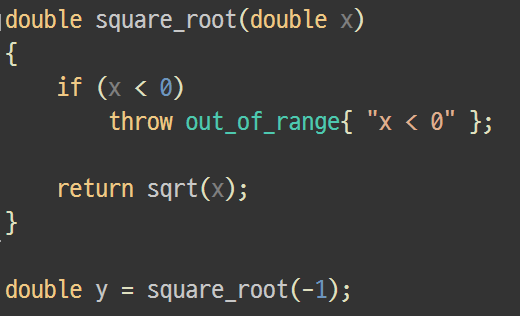 double square_root(double x)
{
    if (x < 0)
        throw out_of_range{ "x < 0" };

    return sqrt(x);
}

double y = square_root(-1);